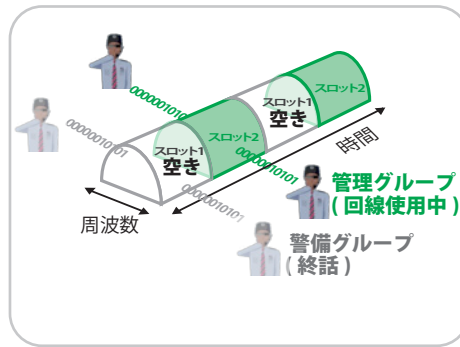 0000001010
0000010101
スロット1
空き
スロット2
スロット1
空き
スロット2
0000010101
0000010101
時間
周波数
管理グループ
( 回線使用中 )
警備グループ
( 終話 )